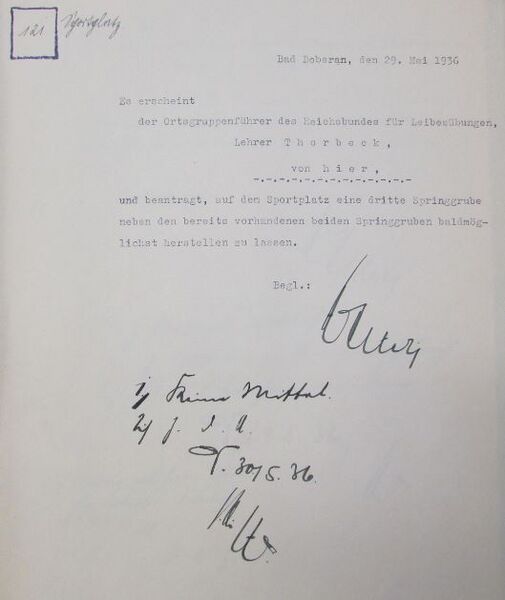 121 Sportplatz
Bad Doberan, den 29. Mai 1936
Es erscheint
der Ortsgruppenführer des Reichsbundes für Leibesübungen,
Lehrer T h o r b e c k ,
von h i e r ,
und beantragt, auf dem Sportplatz eine dritte Springgrube
neben den bereits vorhandenen beiden Springgruben baldmög-
lichst herstellen zu lassen.
Begl.:
1) Keine Mittel.
2) z. d. A.
D. 30/5. 36.